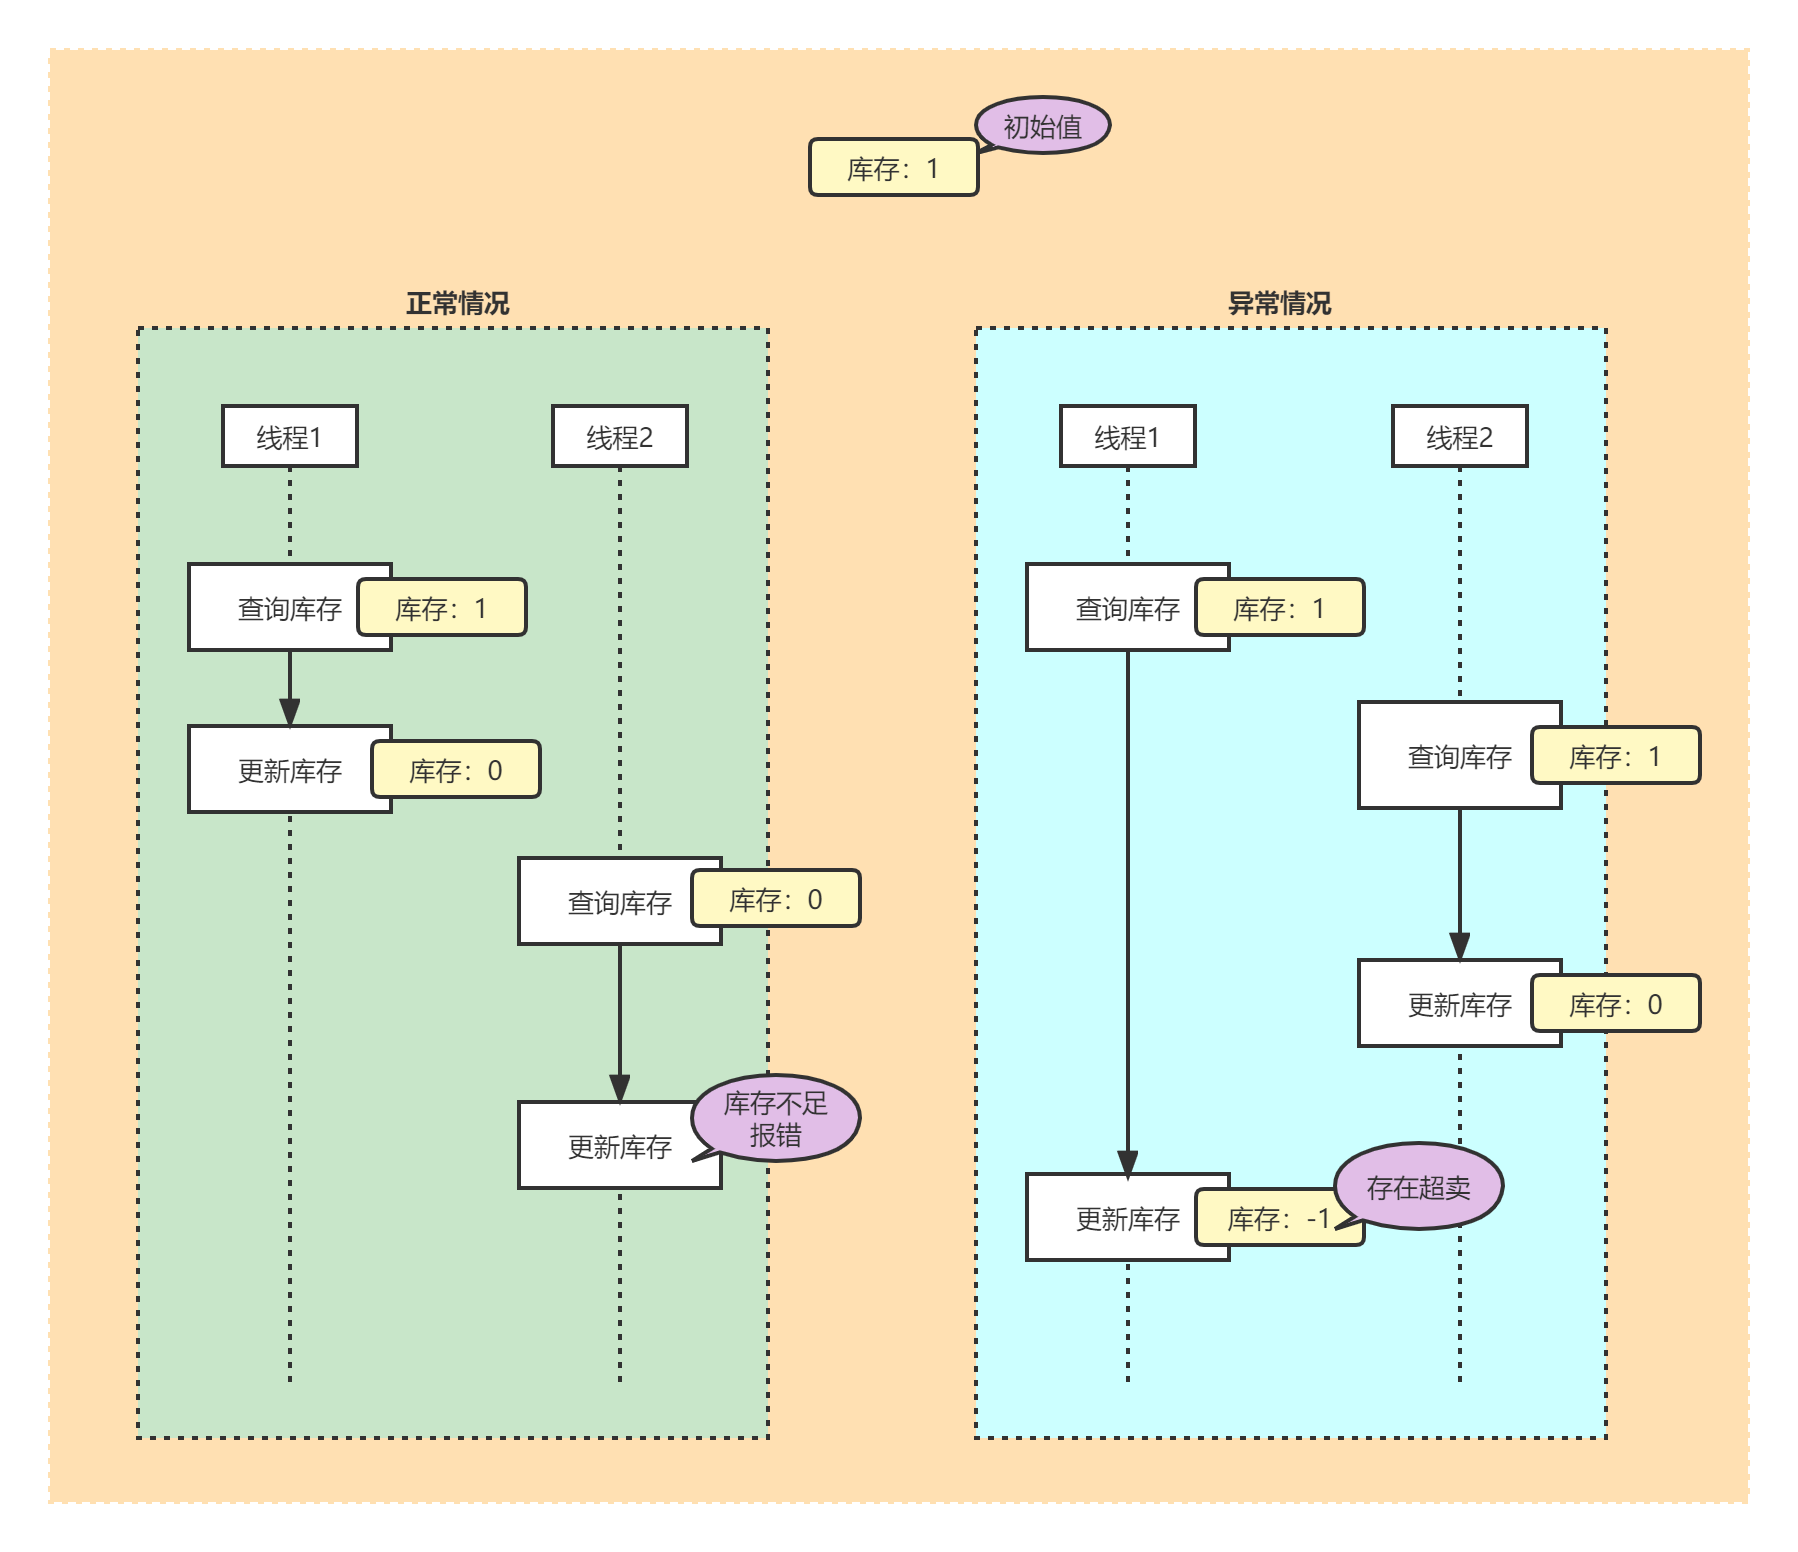 初始值
库存：1
正常情况
线程1
线程2
查询库存
库存：1
更新库存
库存：0
查询库存
库存：0
库存不足
报错
更新库存
异常情况
线程1
线程2
查询库存
库存：1
查询库存
库存：1
更新库存
库存：0
更新库存
库存：-1
存在超卖